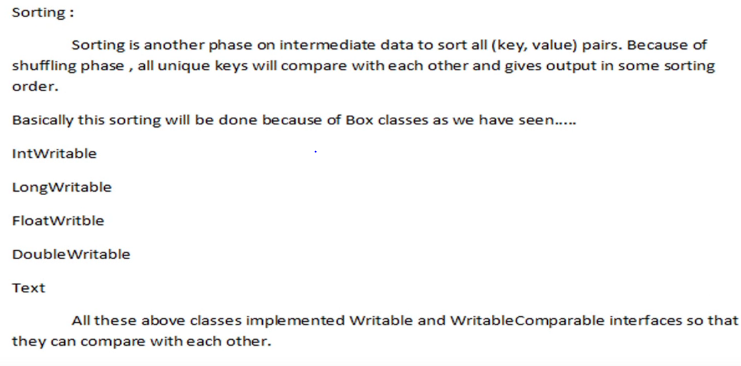 Sorting :
Sorting is another phase on intermediate data to sort all (key, value) pairs. Because of
shuffling phase , all unique keys will compare with each other and gives output in some sorting
order.
Basically this sorting will be done because of Box classes as we have seen.....
IntWritable
LongWritable
FloatWritble
DoubleWritable
Text
All these above classes implemented Writable and WritableComparable interfaces so that
they can compare with each other.